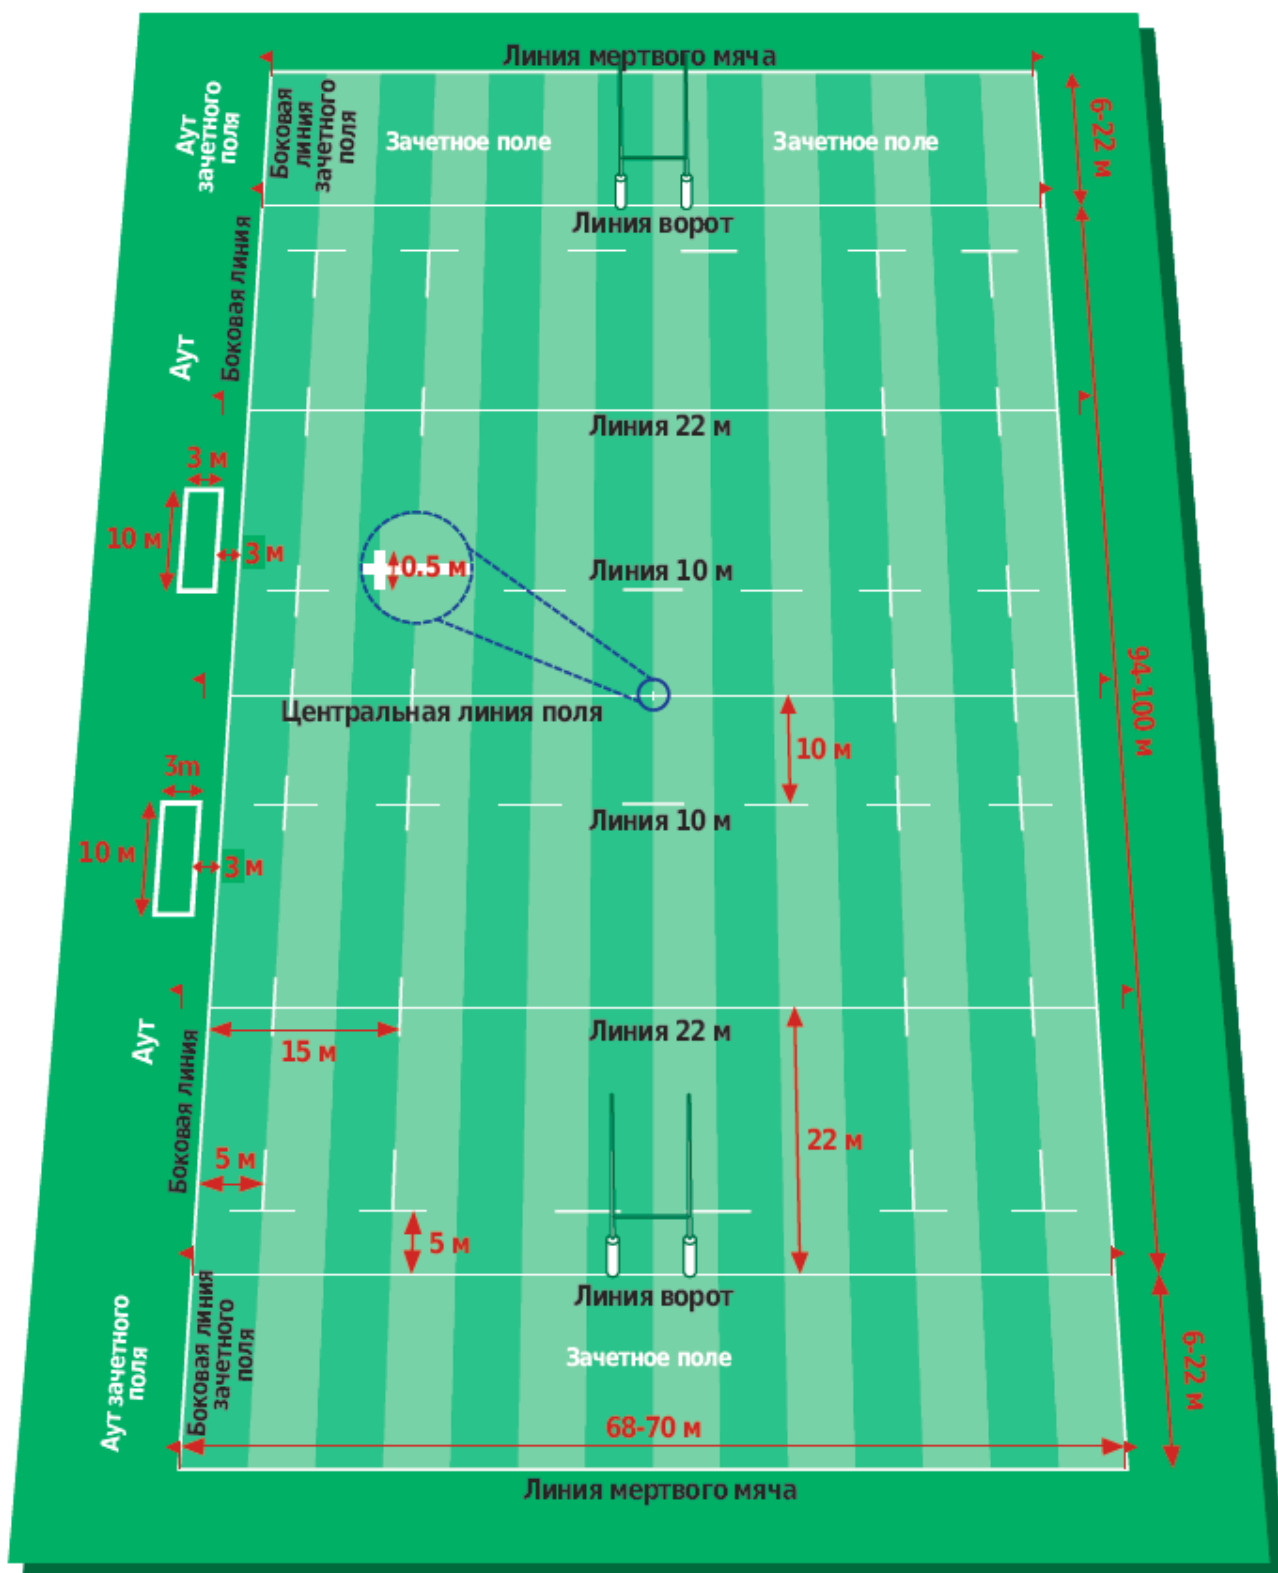 Линия мертвого мяча
Аут
зачетного
поля
Боковая
линия
зачетного
поля
Зачетное поле
Зачетное поле
6-22 м
Линия ворот
Боковая линия
Аут
Линия 22 м
3 м
10 м
3 м
0.5 м
Линия 10 м
94-100 м
Центральная линия поля
10 м
3m
10 м
3 м
Линия 10 м
Аут
Линия 22 м
15 м
Боковая линия
22 м
5 м
5 м
Линия ворот
Боковая линия
зачетного
поля
Аут зачетного
поля
Зачетное поле
6-22 м
68-70 м
Линия мертвого мяча